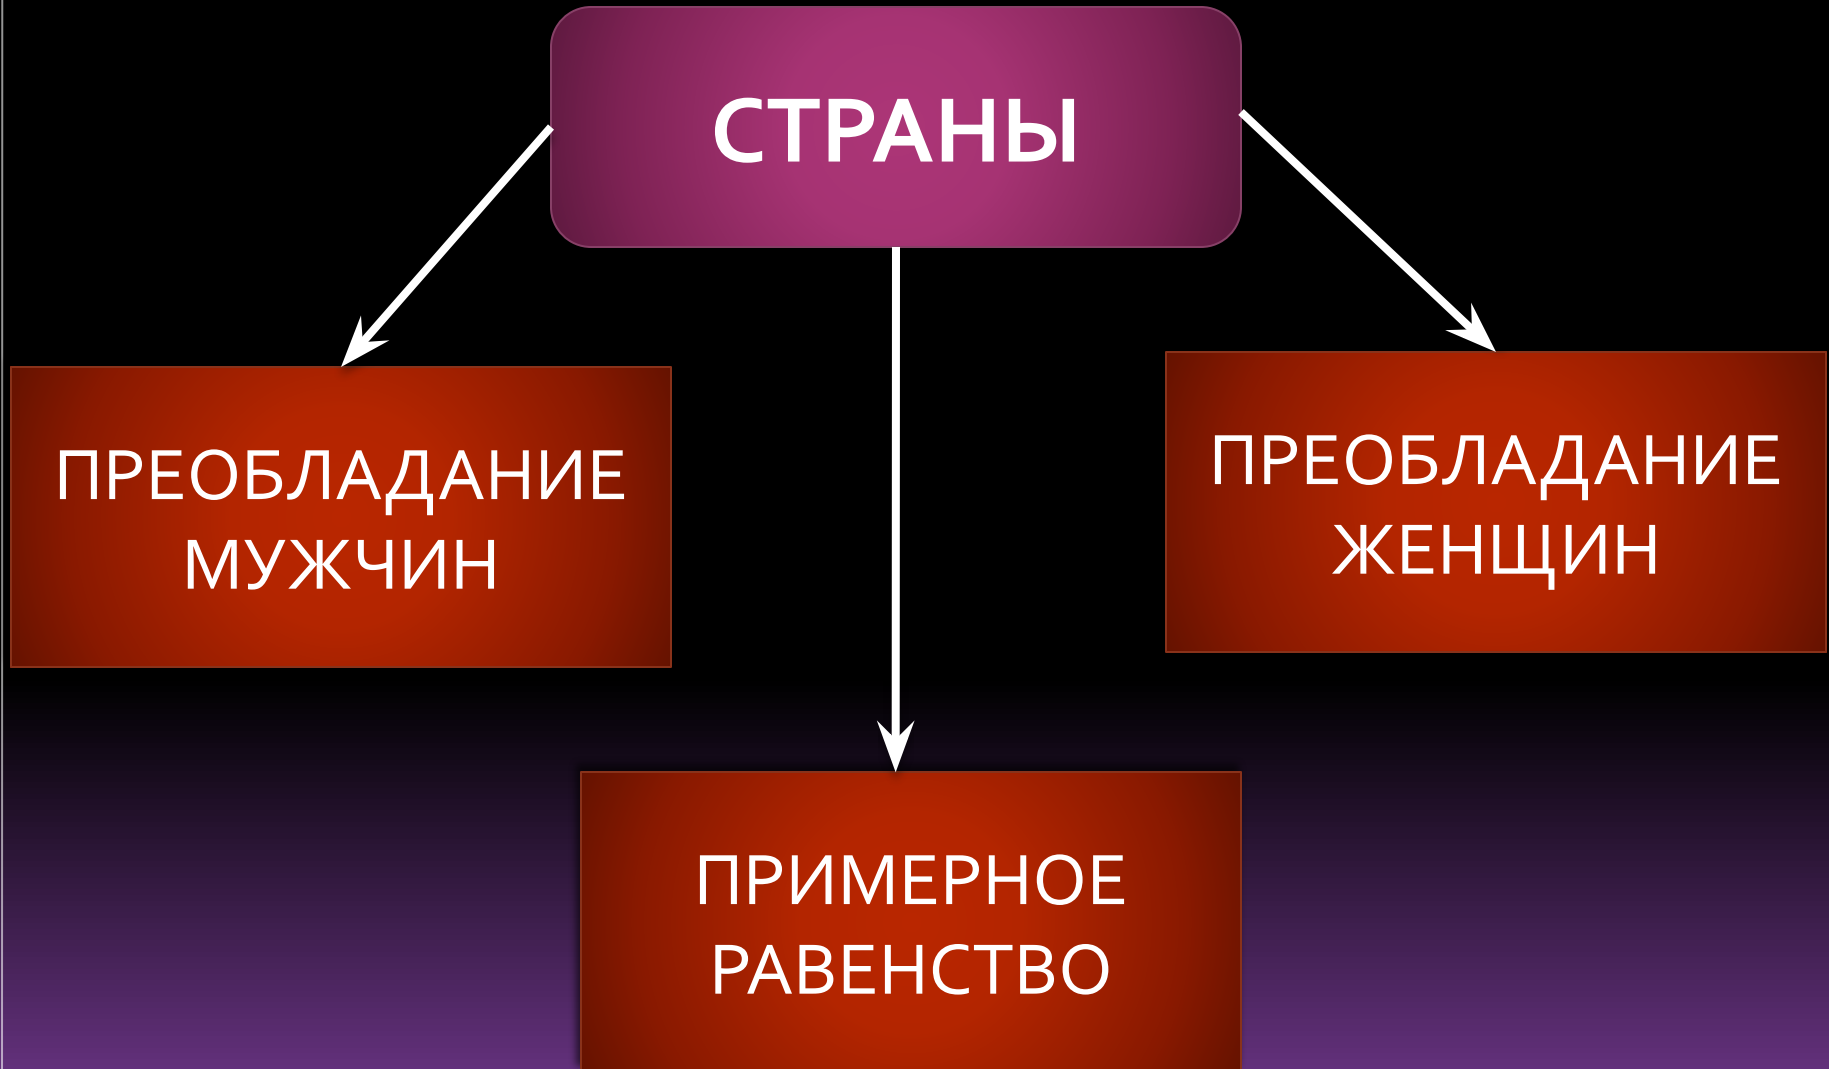 СТРАНЫ
ПРЕОБЛАДАНИЕ
МУЖЧИН
ПРЕОБЛАДАНИЕ
ЖЕНЩИН
ПРИМЕРНОЕ
РАВЕНСТВО